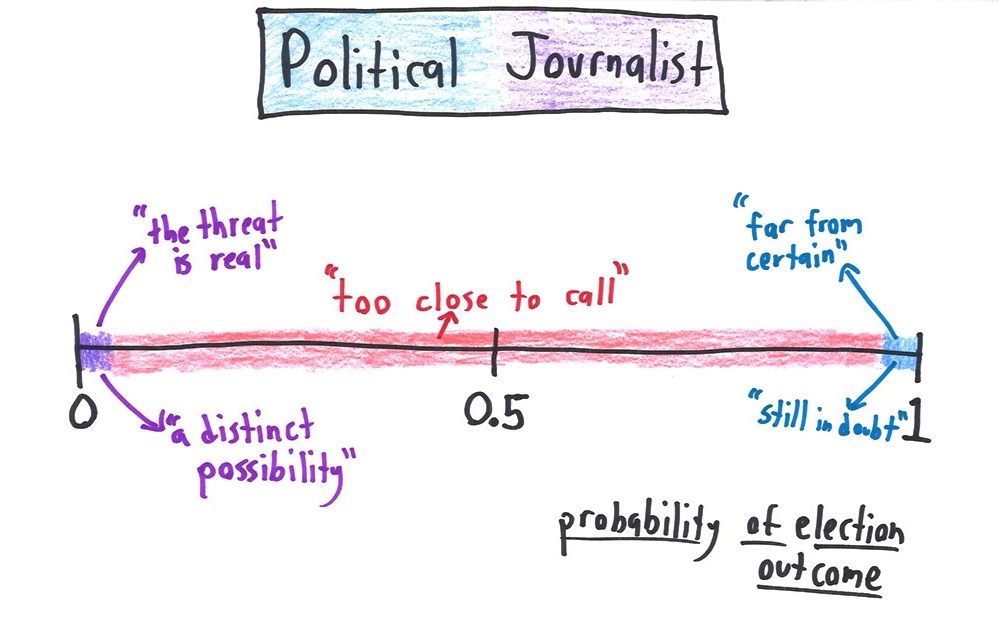 Political Journalist
"the threat
is real"
"too close to call"
"far from
certain"
0
0.5
1
"a distinct
possibility"
"still in doubt"
probability of election
outcome